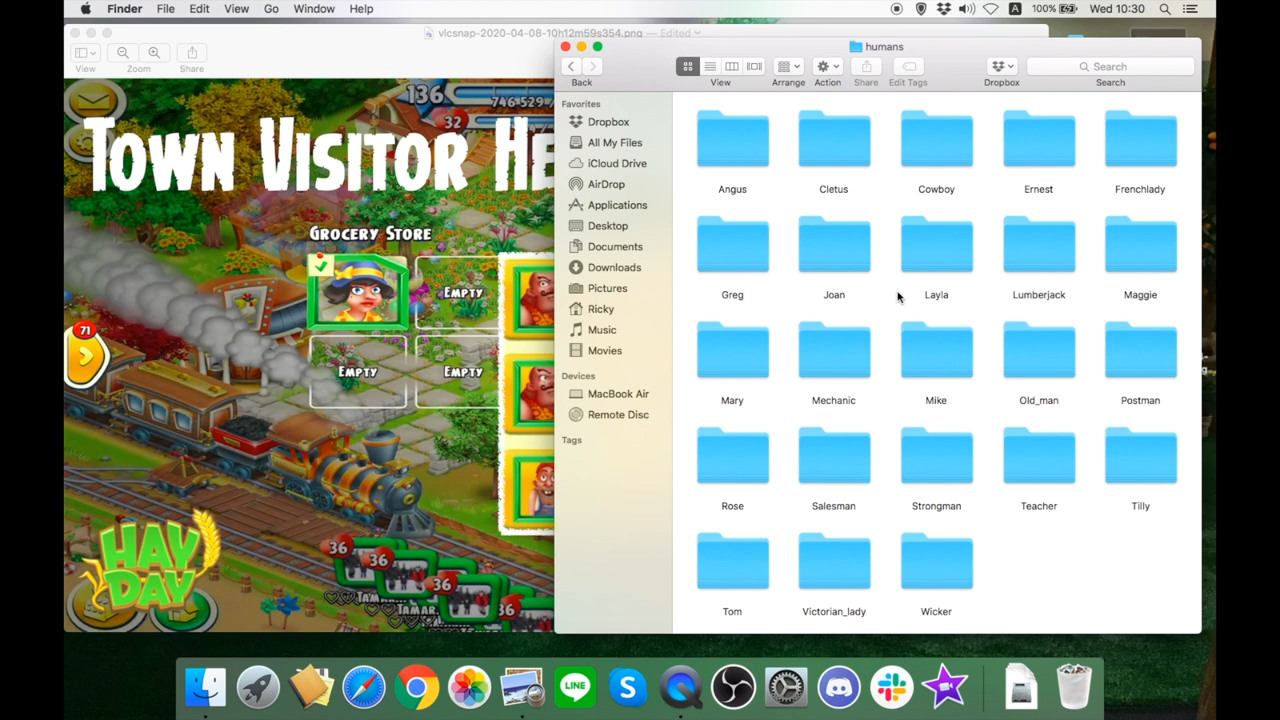 Finder File Edit View Go Window Help
A 100% Wed 10:30
vlcsnap-2020-04-08-10h12m59s354.png — Edited
View Zoom Share
136 746 529
32
Town Visitor He
Grocery Store
Empty
Empty Empty
71
HAY DAY
36 36 36 36
humans
Back View Arrange Action Share Edit Tags Dropbox Search
Search
Favorites
Dropbox
All My Files
iCloud Drive
AirDrop
Applications
Desktop
Documents
Downloads
Pictures
Ricky
Music
Movies
Devices
MacBook Air
Remote Disc
Tags
Angus Cletus Cowboy Ernest Frenchlady
Greg Joan Layla Lumberjack Maggie
Mary Mechanic Mike Old_man Postman
Rose Salesman Strongman Teacher Tilly
Tom Victorian_lady Wicker
LINE